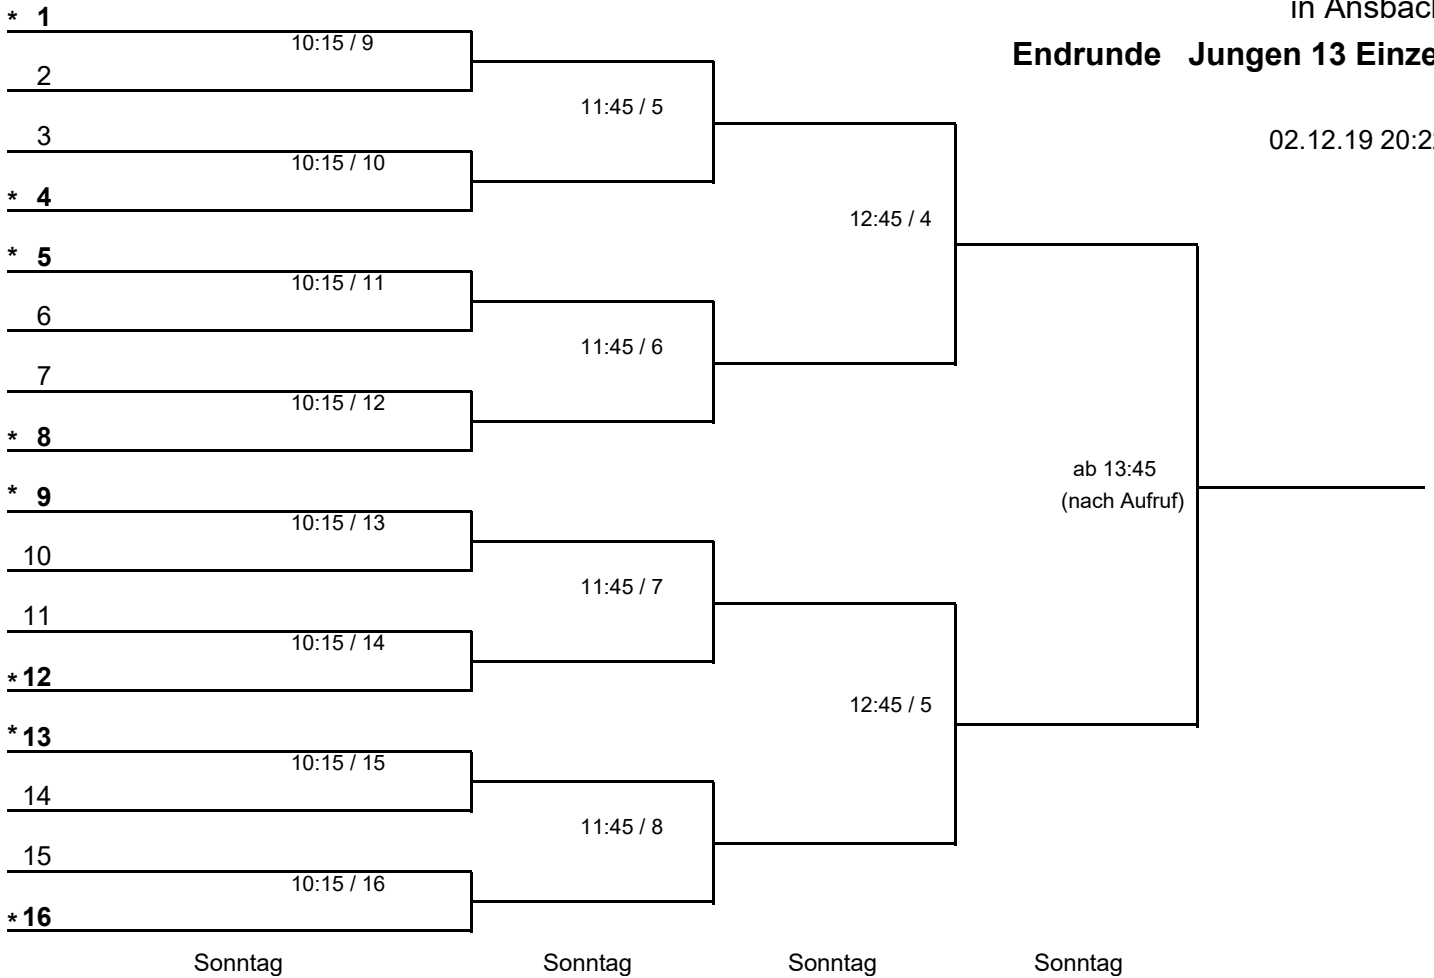 in Ansbach
Endrunde Jungen 13 Einze
02.12.19 20:2
* 1
10:15 / 9
2
11:45 / 5
3
10:15 / 10
* 4
12:45 / 4
* 5
10:15 / 11
6
11:45 / 6
7
10:15 / 12
* 8
ab 13:45
(nach Aufruf)
* 9
10:15 / 13
10
11:45 / 7
11
10:15 / 14
* 12
12:45 / 5
* 13
10:15 / 15
14
11:45 / 8
15
10:15 / 16
* 16
Sonntag Sonntag Sonntag Sonntag